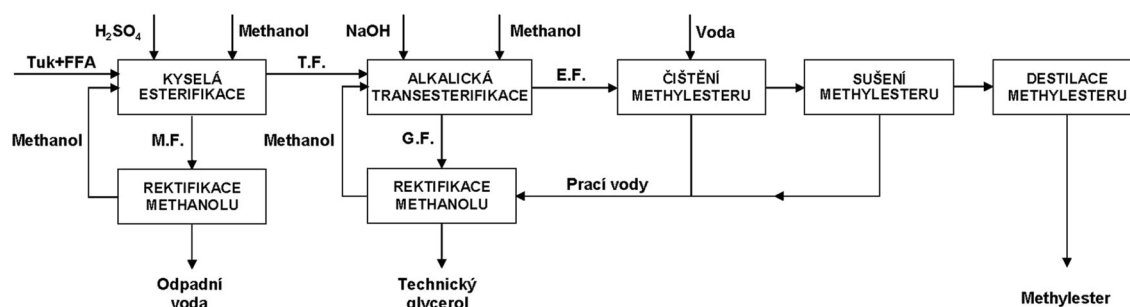 H₂SO₄
Methanol
NaOH
Methanol
Voda
Tuk+FFA
KYSELÁ
ESTERIFIKACE
T.F.
ALKALICKÁ
TRANSESTERIFIKACE
E.F.
ČIŠTĚNÍ
METHYLESTERU
SUŠENÍ
METHYLESTERU
DESTILACE
METHYLESTERU
Methanol
M.F.
Methanol
G.F.
REKTIFIKACE
METHANOLU
REKTIFIKACE
METHANOLU
Prací vody
Odpadní
voda
Technický
glycerol
Methylester